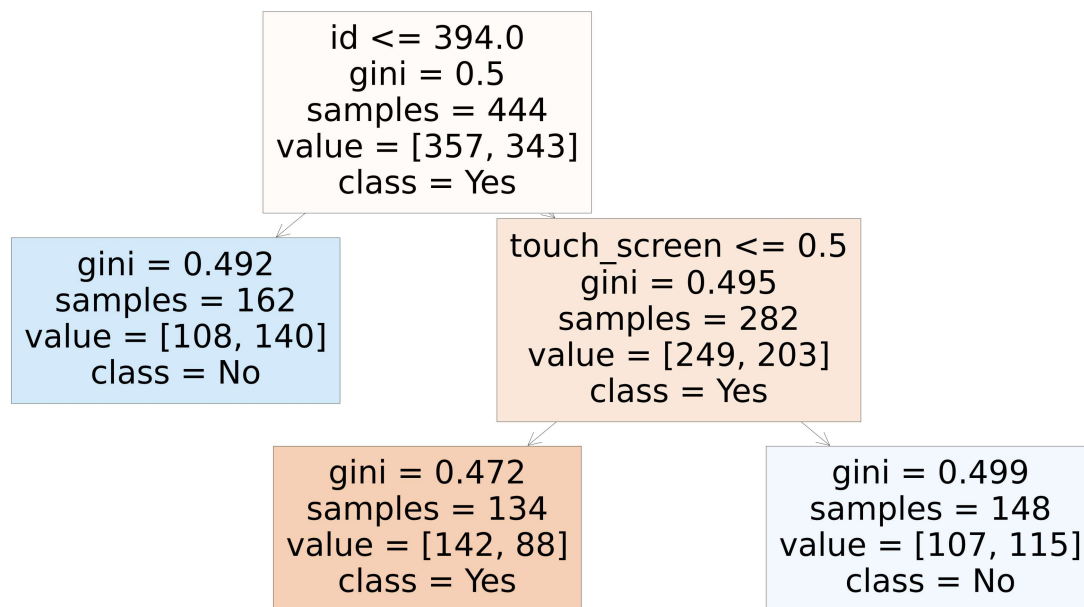 id <= 394.0
gini = 0.5
samples = 444
value = [357, 343]
class = Yes
gini = 0.492
samples = 162
value = [108, 140]
class = No
touch_screen <= 0.5
gini = 0.495
samples = 282
value = [249, 203]
class = Yes
gini = 0.472
samples = 134
value = [142, 88]
class = Yes
gini = 0.499
samples = 148
value = [107, 115]
class = No